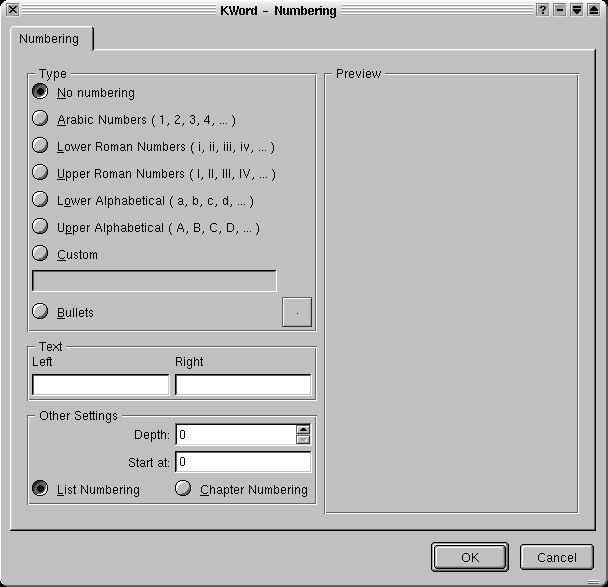 KWord - Numbering
Numbering
Type
No numbering
Arabic Numbers ( 1, 2, 3, 4, ... )
Lower Roman Numbers ( i, ii, iii, iv, ... )
Upper Roman Numbers ( I, II, III, IV, ... )
Lower Alphabetical ( a, b, c, d, ... )
Upper Alphabetical ( A, B, C, D, ... )
Custom
Bullets .
Text
Left Right
Other Settings
Depth: 0
Start at: 0
List Numbering Chapter Numbering
Preview
OK Cancel